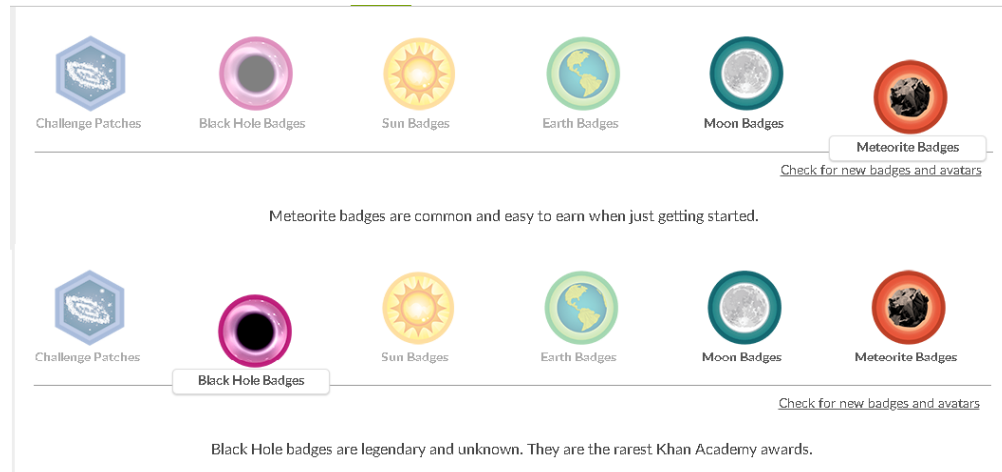 Challenge Patches
Black Hole Badges
Sun Badges
Earth Badges
Moon Badges
Meteorite Badges
Check for new badges and avatars
Meteorite badges are common and easy to earn when just getting started.
Challenge Patches
Black Hole Badges
Sun Badges
Earth Badges
Moon Badges
Meteorite Badges
Check for new badges and avatars
Black Hole badges are legendary and unknown. They are the rarest Khan Academy awards.